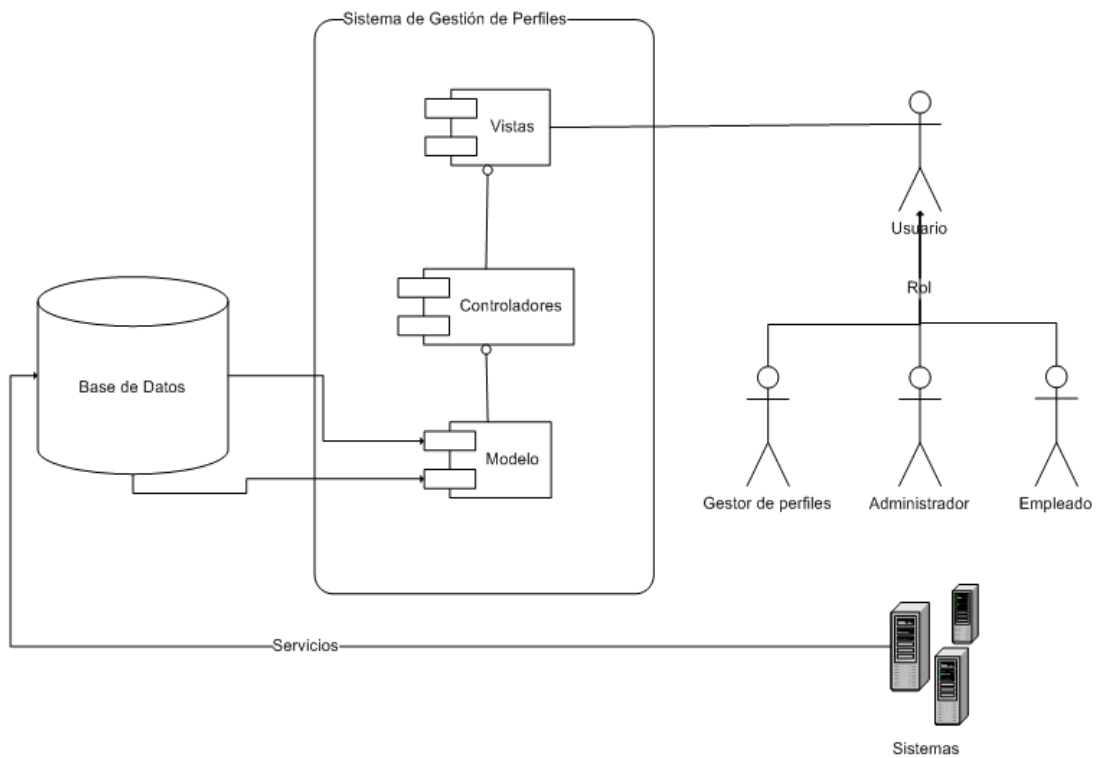 Sistema de Gestión de Perfiles
Vistas
Usuario
Controladores
Rol
Base de Datos
Modelo
Gestor de perfiles
Administrador
Empleado
Servicios
Sistemas